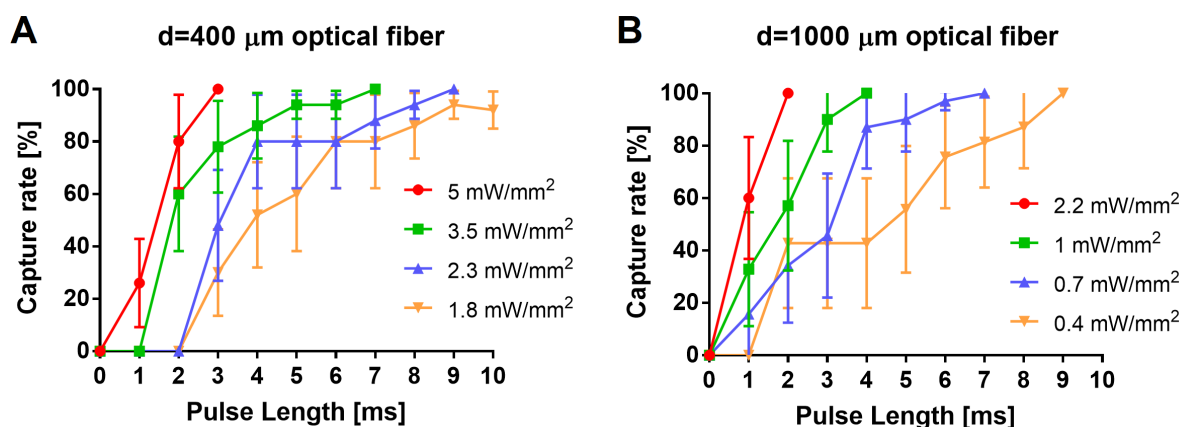 A
d=400 μm optical fiber
Capture rate [%]
100
80
60
40
20
0
0 1 2 3 4 5 6 7 8 9 10
Pulse Length [ms]
5 mW/mm²
3.5 mW/mm²
2.3 mW/mm²
1.8 mW/mm²
B
d=1000 μm optical fiber
Capture rate [%]
100
80
60
40
20
0
0 1 2 3 4 5 6 7 8 9 10
Pulse Length [ms]
2.2 mW/mm²
1 mW/mm²
0.7 mW/mm²
0.4 mW/mm²